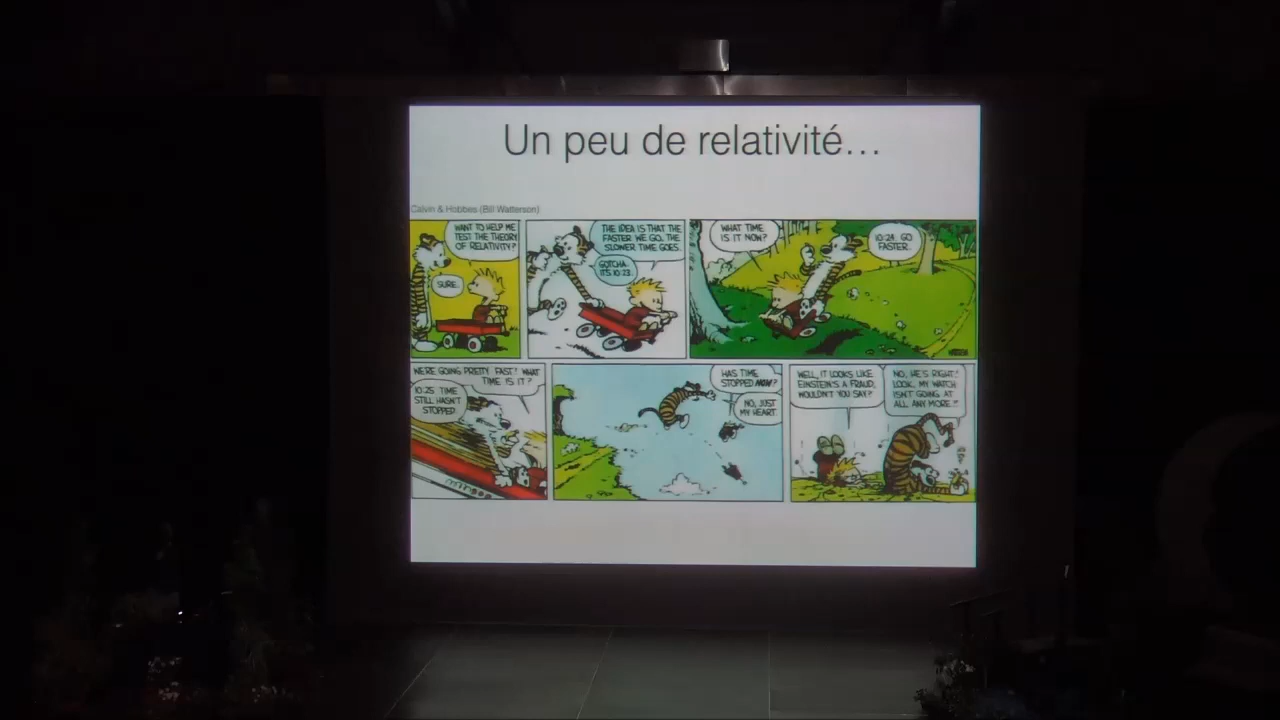 Un peu de relativité...
Calvin & Hobbes (Bill Watterson)
WANT TO HELP ME
TEST THE THEORY
OF RELATIVITY?
SURE.
THE IDEA IS THAT THE
FASTER WE GO, THE
SLOWER TIME GOES.
GOTCHA.
IT'S 10:23.
WHAT TIME
IS IT NOW?
10:24. GO
FASTER.
WE'RE GOING PRETTY FAST! WHAT
TIME IS IT?
10:25. TIME
STILL HASN'T
STOPPED.
HAS TIME
STOPPED NOW?
NO, JUST
MY HEART.
WELL, IT LOOKS LIKE
EINSTEIN'S A FRAUD,
WOULDN'T YOU SAY?
NO, HE'S RIGHT!
LOOK, MY WATCH
ISN'T GOING AT
ALL ANY MORE!